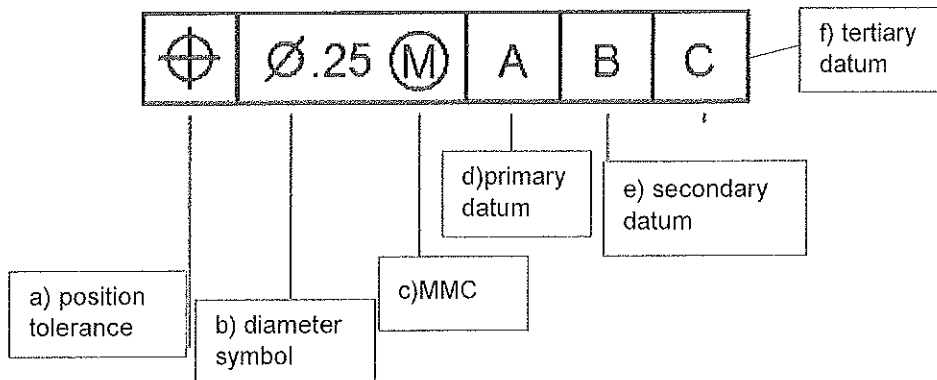 ⌖ Ø.25 Ⓜ A B C
f) tertiary
datum
d)primary
datum
e) secondary
datum
c)MMC
a) position
tolerance
b) diameter
symbol